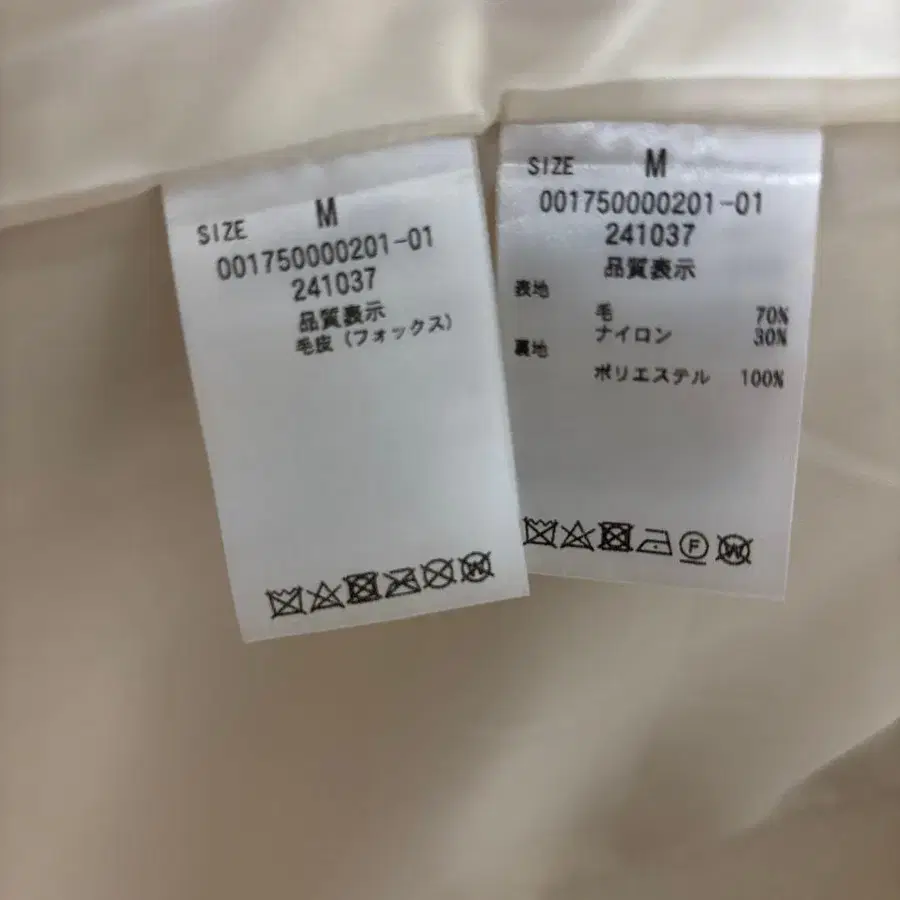 SIZE M
001750000201-01
241037
品質表示
毛皮(フォックス)
SIZE M
001750000201-01
241037
品質表示
表地
毛 70%
ナイロン 30%
裏地
ポリエステル 100%
F W
W